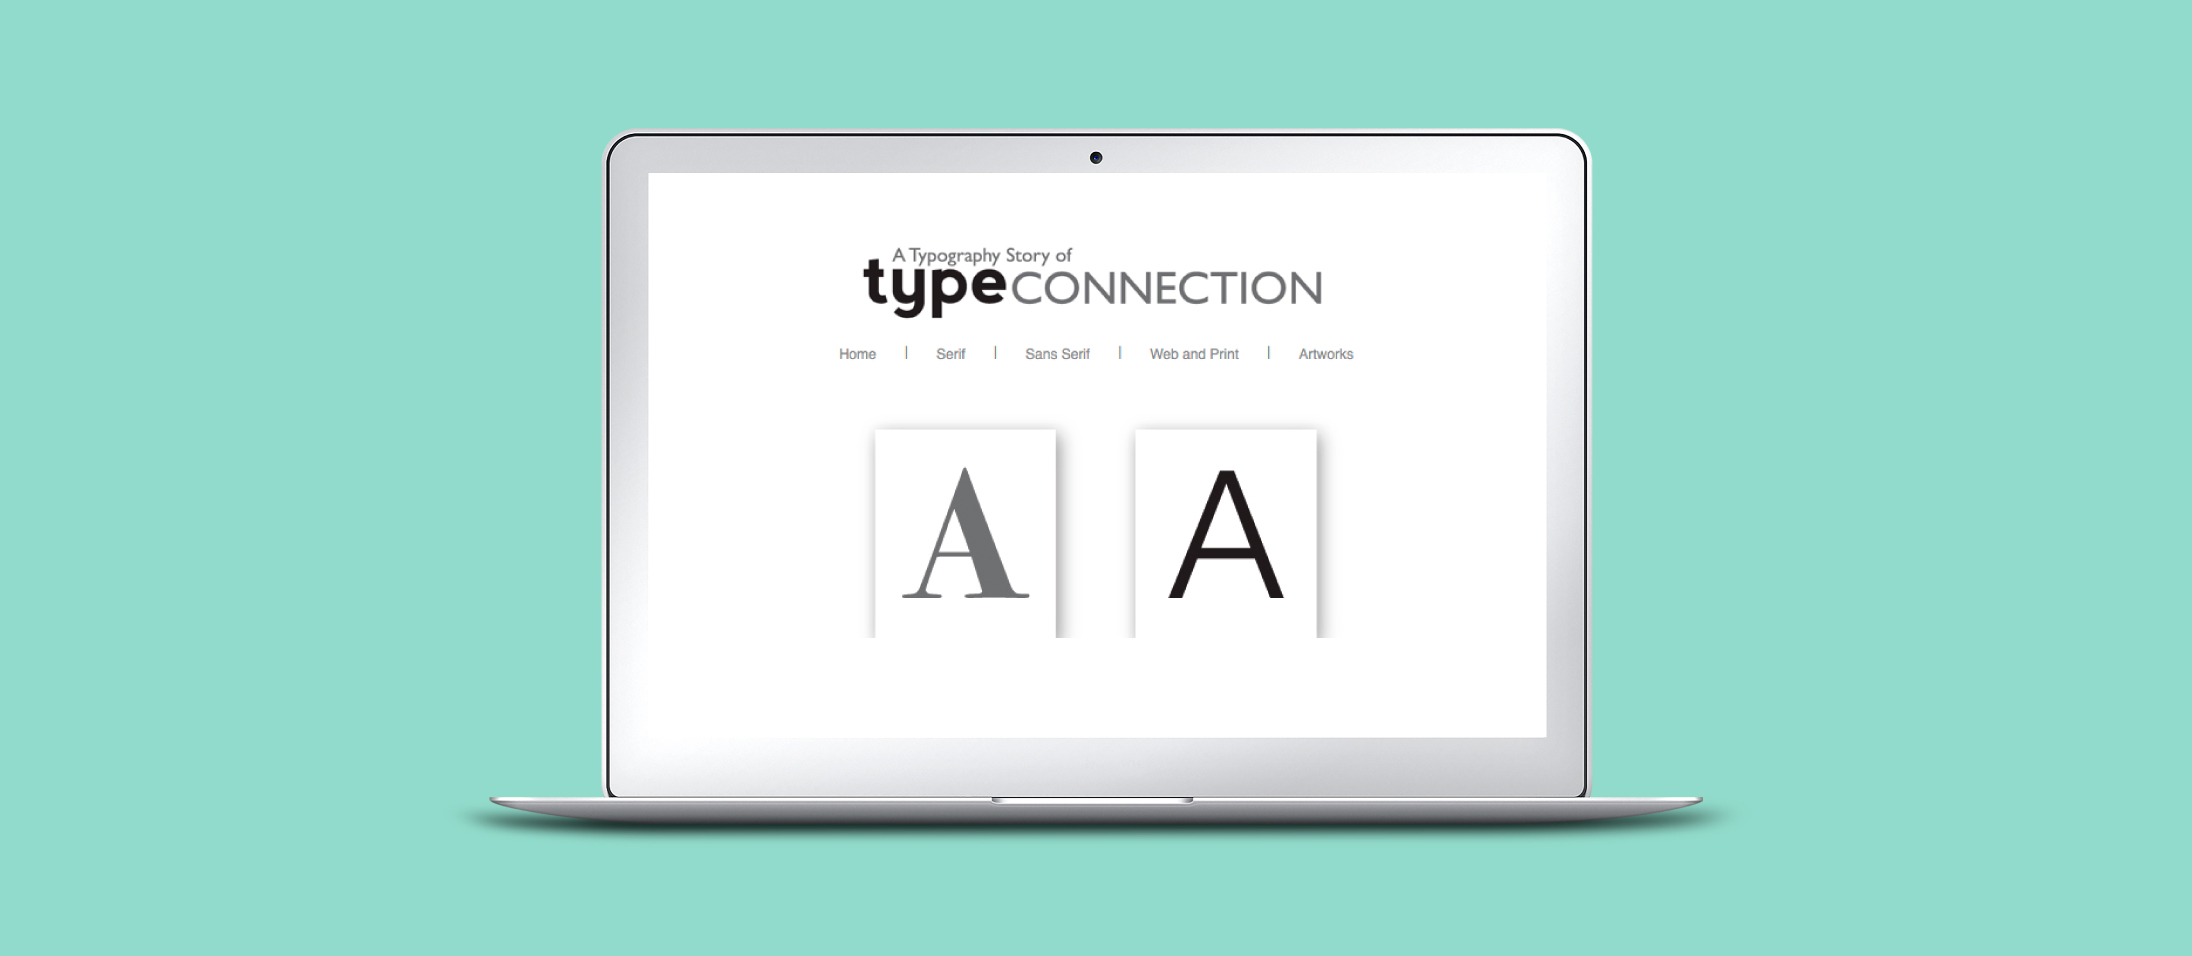 A Typography Story of
typeCONNECTION
Home | Serif | Sans Serif | Web and Print | Artworks
A A